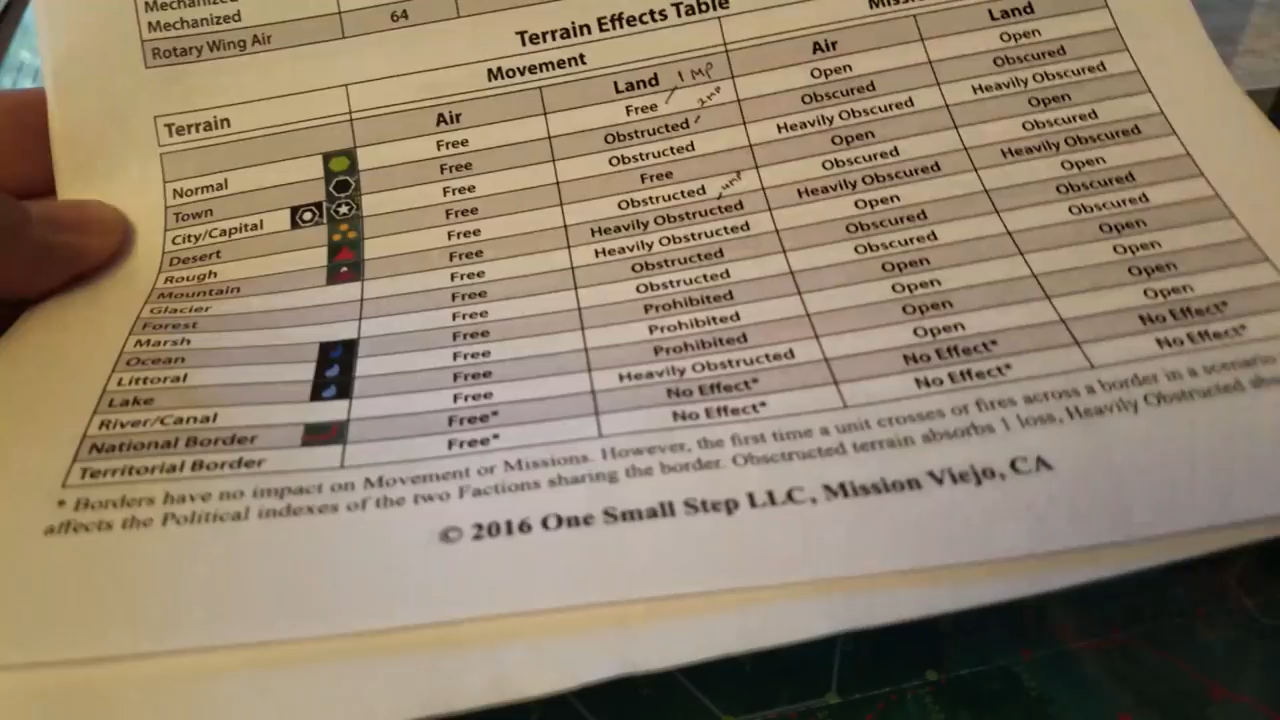 Mechanized
Mechanized 64
Rotary Wing Air
Terrain Effects Table
Movement
Terrain Air Land Air Land
1 MP
Normal Free Free Open Open
2MP
Town Free Obstructed Obscured Obscured
City/Capital Free Obstructed Heavily Obscured Heavily Obscured
Desert Free Free Open Open
Rough Free Obstructed Obscured Obscured
Mountain Free Heavily Obstructed Heavily Obscured Heavily Obscured
Glacier Free Heavily Obstructed Open Open
Forest Free Obstructed Obscured Obscured
Marsh Free Obstructed Obscured Obscured
Ocean Free Prohibited Open Open
Littoral Free Prohibited Open Open
Lake Free Prohibited Open Open
River/Canal Free Heavily Obstructed Open Open
National Border Free* No Effect* No Effect* No Effect*
Territorial Border Free* No Effect* No Effect* No Effect*
* Borders have no impact on Movement or Missions. However, the first time a unit crosses or fires across a border in a scenario
affects the Political indexes of the two Factions sharing the border. Obsctructed terrain absorbs 1 loss, Heavily Obstructed
© 2016 One Small Step LLC, Mission Viejo, CA